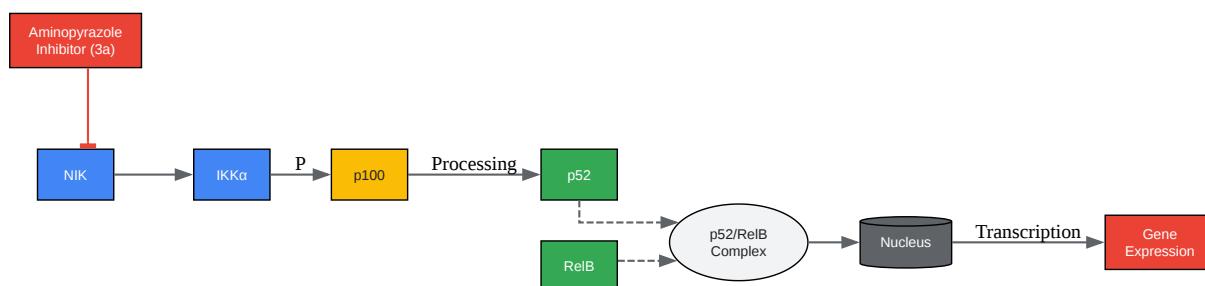 Aminopyrazole
Inhibitor (3a)
NIK
IKKα
P
p100
Processing
p52
RelB
p52/RelB
Complex
Nucleus
Transcription
Gene
Expression